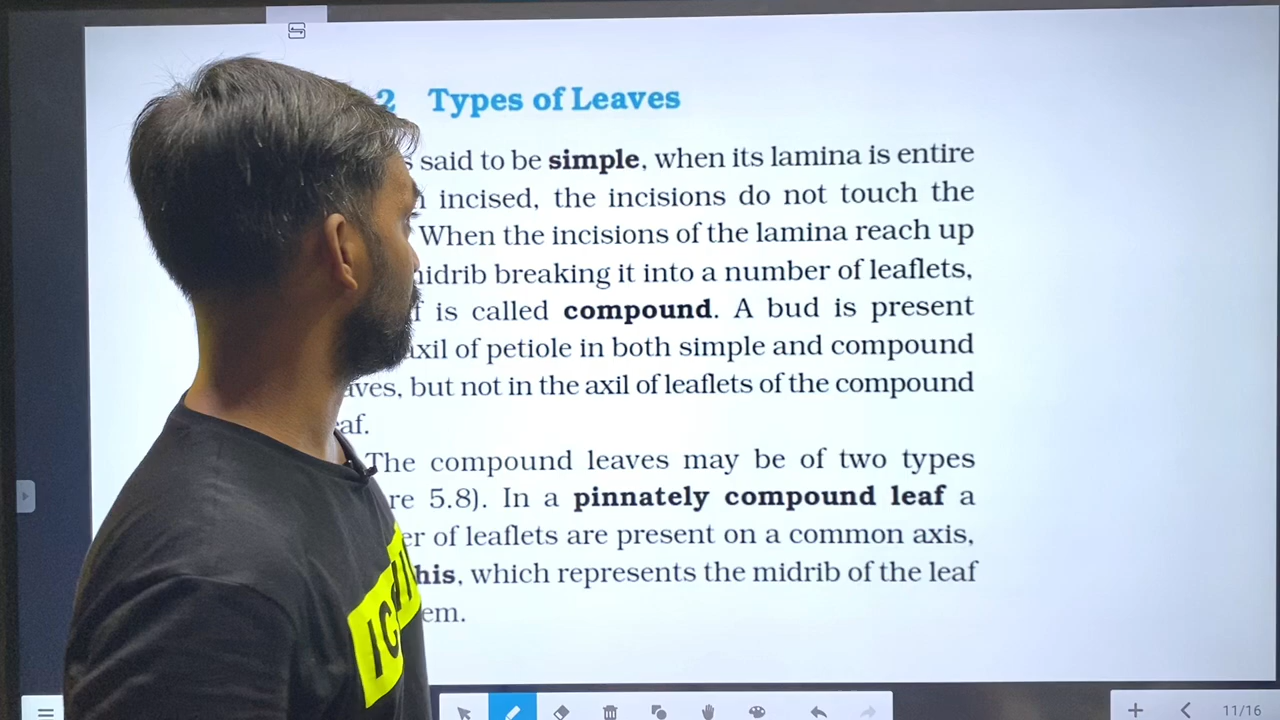 2 Types of Leaves
said to be simple, when its lamina is entire
incised, the incisions do not touch the
When the incisions of the lamina reach up
midrib breaking it into a number of leaflets,
is called compound. A bud is present
axil of petiole in both simple and compound
aves, but not in the axil of leaflets of the compound
eaf.
The compound leaves may be of two types
re 5.8). In a pinnately compound leaf a
er of leaflets are present on a common axis,
his, which represents the midrib of the leaf
em.
11/16